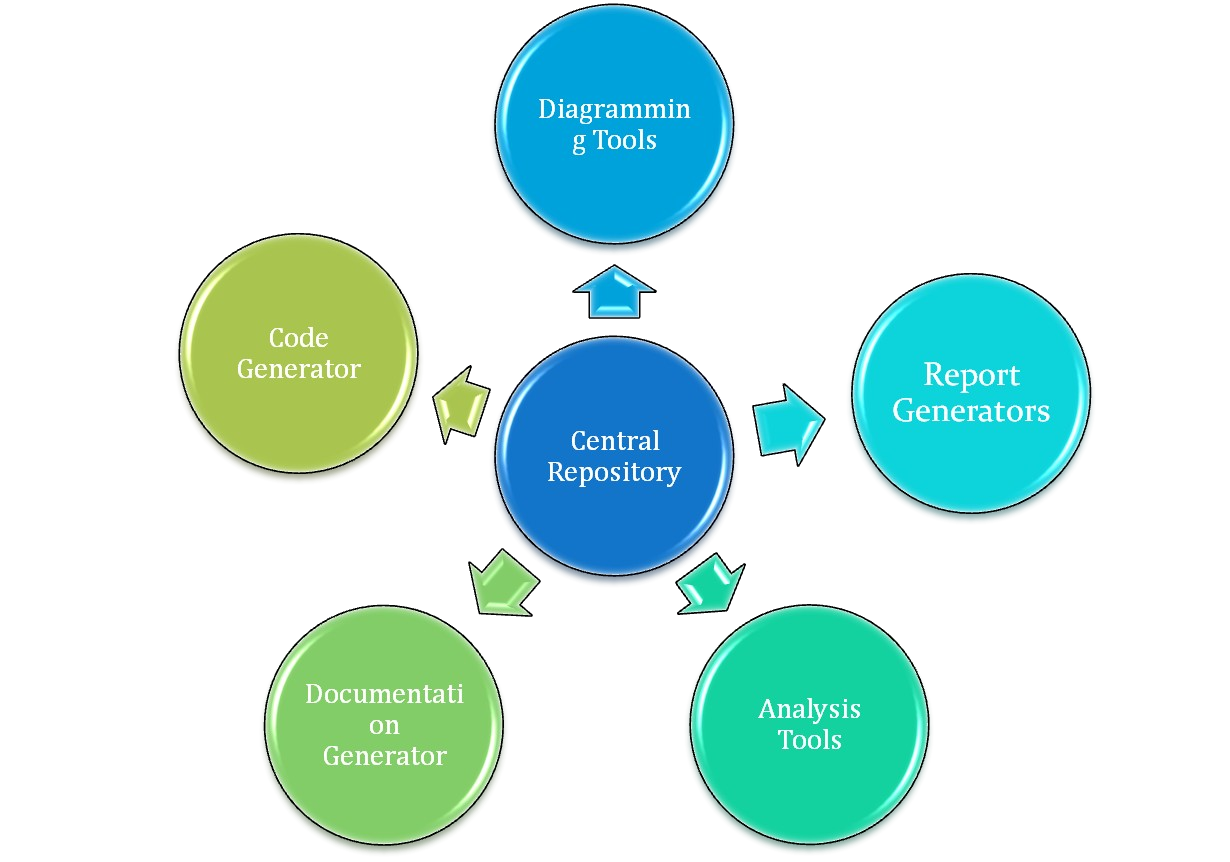 Diagrammin
g Tools
Code
Generator
Report
Generators
Central
Repository
Documentati
on
Generator
Analysis
Tools